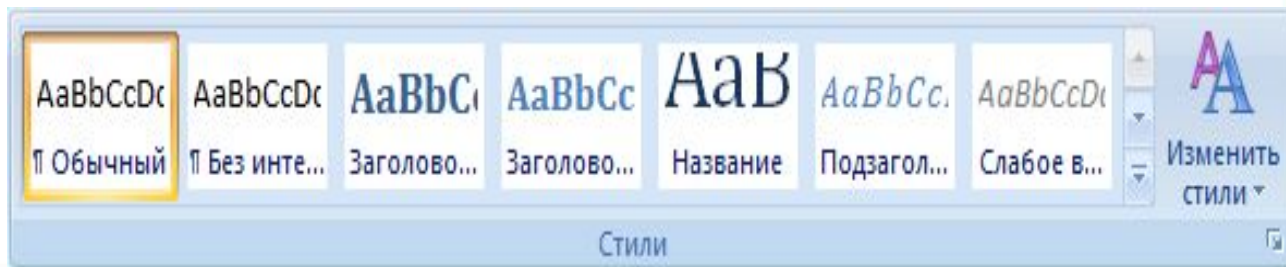 AaBbCcDc AaBbCcDc AaBbC AaBbCc AaB AaBbCc. AaBbCcDc
¶ Обычный ¶ Без инте... Заголово... Заголово... Название Подзагол... Слабое в... Изменить
стили
Стили